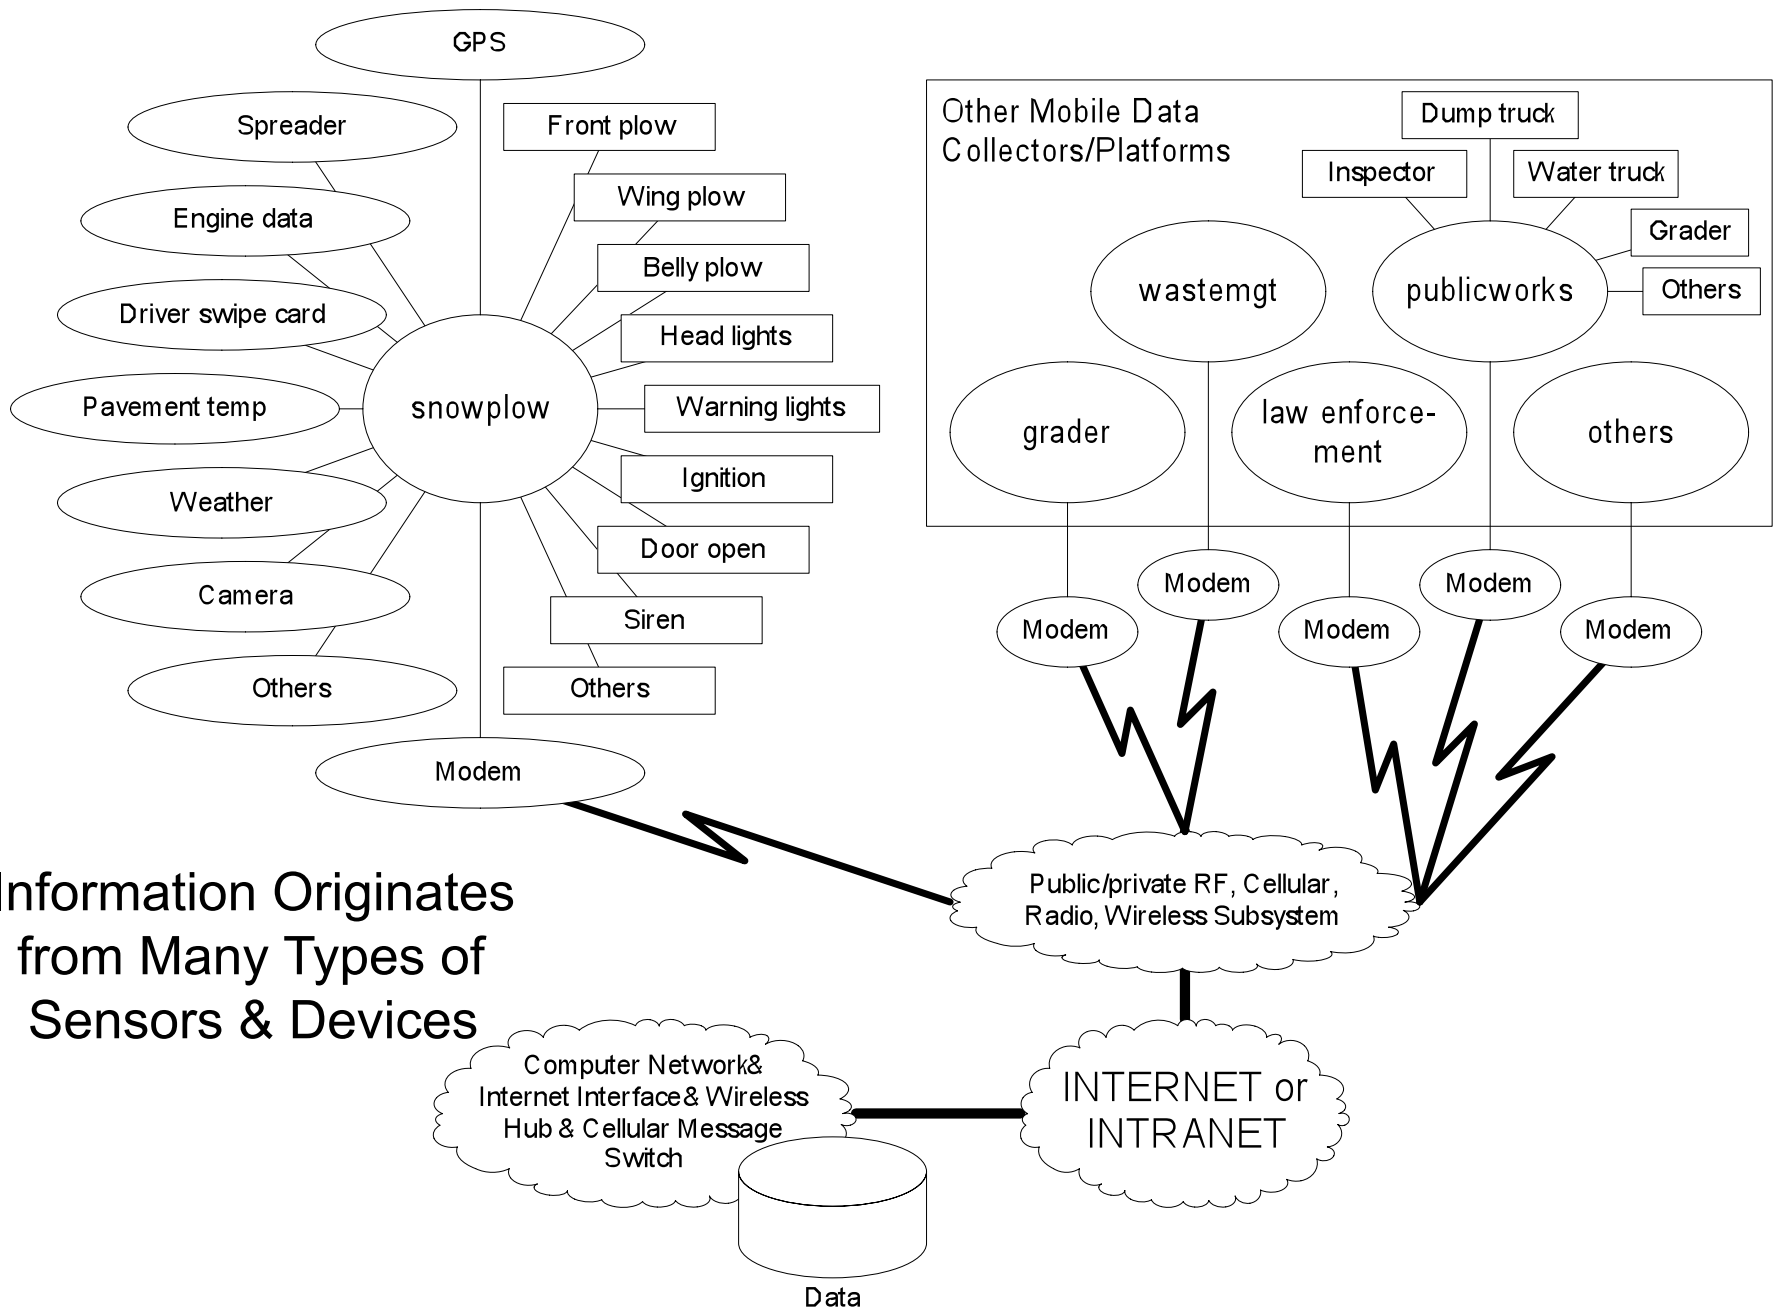 GPS
Spreader
Engine data
Driver swipe card
Pavement temp
Weather
Camera
Others
Front plow
Wing plow
Belly plow
Head lights
Warning lights
Ignition
Door open
Siren
Others
snowplow
Modem
Other Mobile Data
Collectors/Platforms
Dump truck
Inspector
Water truck
Grader
Others
wastemgt
publicworks
grader
law enforce-
ment
others
Modem
Modem
Modem
Modem
Modem
Public/private RF, Cellular,
Radio, Wireless Subsystem
Information Originates
from Many Types of
Sensors & Devices
Computer Network&
Internet Interface& Wireless
Hub & Cellular Message
Switch
INTERNET or
INTRANET
Data